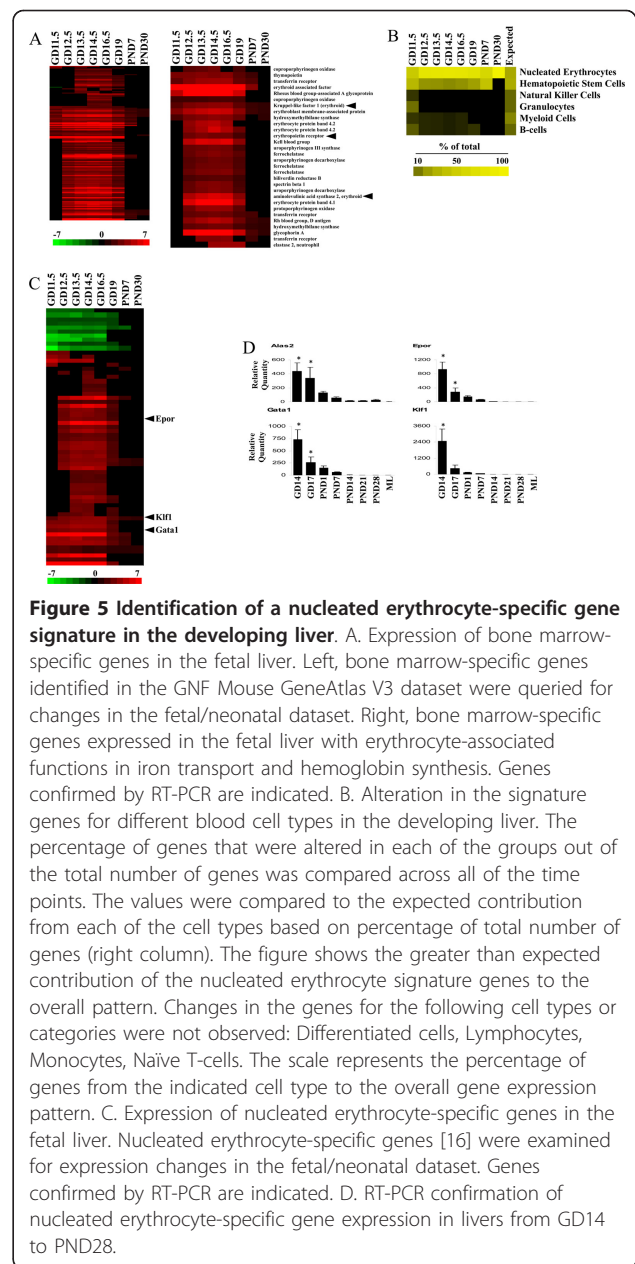 A
GD11.5
GD12.5
GD13.5
GD14.5
GD16.5
GD19
PND7
PND30
-7 0 7
GD11.5
GD12.5
GD13.5
GD14.5
GD16.5
GD19
PND7
PND30
coproporphyrinogen oxidase
thymopoietin
transferrin receptor
erythroid associated factor
Rhesus blood group-associated A glycoprotein
coproporphyrinogen oxidase
Kruppel-like factor 1 (erythroid)
erythroblast membrane-associated protein
hydroxymethylbilane synthase
erythrocyte protein band 4.2
erythrocyte protein band 4.2
erythropoietin receptor
Kell blood group
uroporphyrinogen III synthase
ferrochelatase
uroporphyrinogen decarboxylase
ferrochelatase
ferrochelatase
biliverdin reductase B
spectrin beta 1
uroporphyrinogen decarboxylase
aminolevulinic acid synthase 2, erythroid
erythrocyte protein band 4.1
protoporphyrinogen oxidase
transferrin receptor
Rh blood group, D antigen
hydroxymethylbilane synthase
glycophorin A
transferrin receptor
elastase 2, neutrophil
B
GD11.5
GD12.5
GD13.5
GD14.5
GD16.5
GD19
PND7
PND30
Expected
Nucleated Erythrocytes
Hematopoietic Stem Cells
Natural Killer Cells
Granulocytes
Myeloid Cells
B-cells
% of total
10 50 100
C
GD11.5
GD12.5
GD13.5
GD14.5
GD16.5
GD19
PND7
PND30
Epor
Klf1
Gata1
-7 0 7
D
Alas2
Relative Quantity
600
400
200
0
* *
Epor
1200
800
400
0
* *
Gata1
Relative Quantity
1000
750
500
250
0
* *
GD14
GD17
PND1
PND7
PND14
PND21
PND28
ML
Klf1
3600
2400
1200
0
*
GD14
GD17
PND1
PND7
PND14
PND21
PND28
ML
Figure 5 Identification of a nucleated erythrocyte-specific gene
signature in the developing liver. A. Expression of bone marrow-
specific genes in the fetal liver. Left, bone marrow-specific genes
identified in the GNF Mouse GeneAtlas V3 dataset were queried for
changes in the fetal/neonatal dataset. Right, bone marrow-specific
genes expressed in the fetal liver with erythrocyte-associated
functions in iron transport and hemoglobin synthesis. Genes
confirmed by RT-PCR are indicated. B. Alteration in the signature
genes for different blood cell types in the developing liver. The
percentage of genes that were altered in each of the groups out of
the total number of genes was compared across all of the time
points. The values were compared to the expected contribution
from each of the cell types based on percentage of total number of
genes (right column). The figure shows the greater than expected
contribution of the nucleated erythrocyte signature genes to the
overall pattern. Changes in the genes for the following cell types or
categories were not observed: Differentiated cells, Lymphocytes,
Monocytes, Naïve T-cells. The scale represents the percentage of
genes from the indicated cell type to the overall gene expression
pattern. C. Expression of nucleated erythrocyte-specific genes in the
fetal liver. Nucleated erythrocyte-specific genes [16] were examined
for expression changes in the fetal/neonatal dataset. Genes
confirmed by RT-PCR are indicated. D. RT-PCR confirmation of
nucleated erythrocyte-specific gene expression in livers from GD14
to PND28.